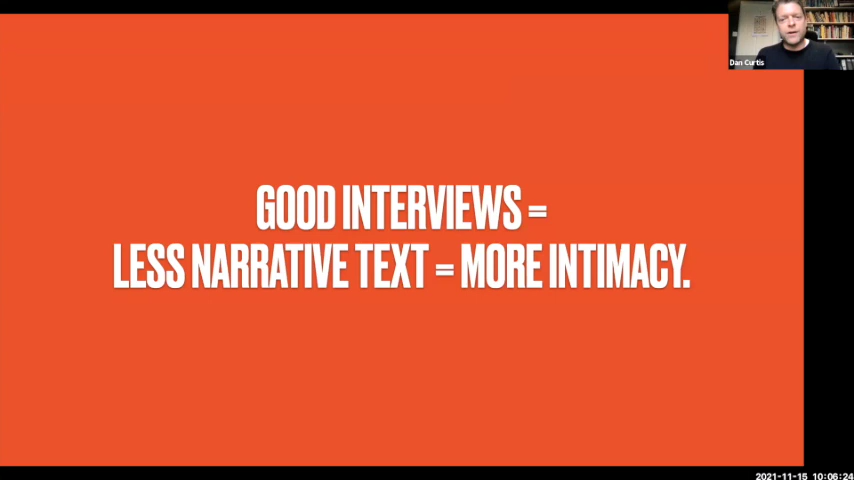 Dan Curtis
GOOD INTERVIEWS =
LESS NARRATIVE TEXT = MORE INTIMACY.
2021-11-15 10:06:24